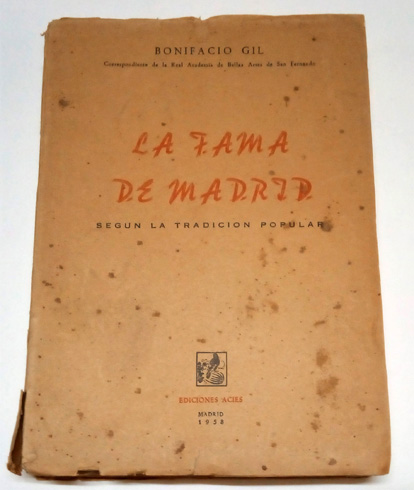 BONIFACIO GIL
Correspondiente de la Real Academia de Bellas Artes de San Fernando
LA FAMA
DE MADRID
SEGUN LA TRADICION POPULAR
EDICIONES ACIES
MADRID
1958